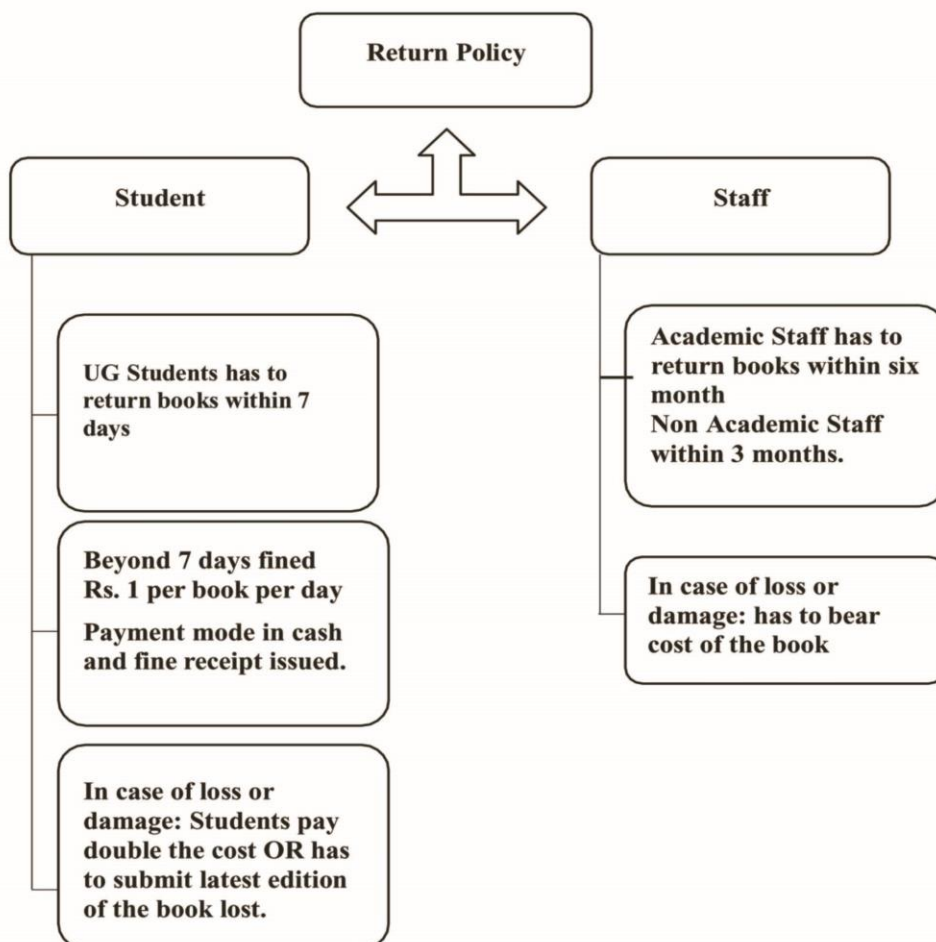 Return Policy
Student
UG Students has to
return books within 7
days
Beyond 7 days fined
Rs. 1 per book per day
Payment mode in cash
and fine receipt issued.
In case of loss or
damage: Students pay
double the cost OR has
to submit latest edition
of the book lost.
Staff
Academic Staff has to
return books within six
month
Non Academic Staff
within 3 months.
In case of loss or
damage: has to bear
cost of the book